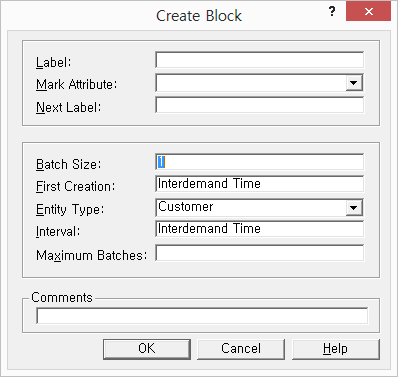 Create Block
?
Label:
Mark Attribute:
Next Label:
Batch Size: 1
First Creation: Interdemand Time
Entity Type: Customer
Interval: Interdemand Time
Maximum Batches:
Comments
OK Cancel Help